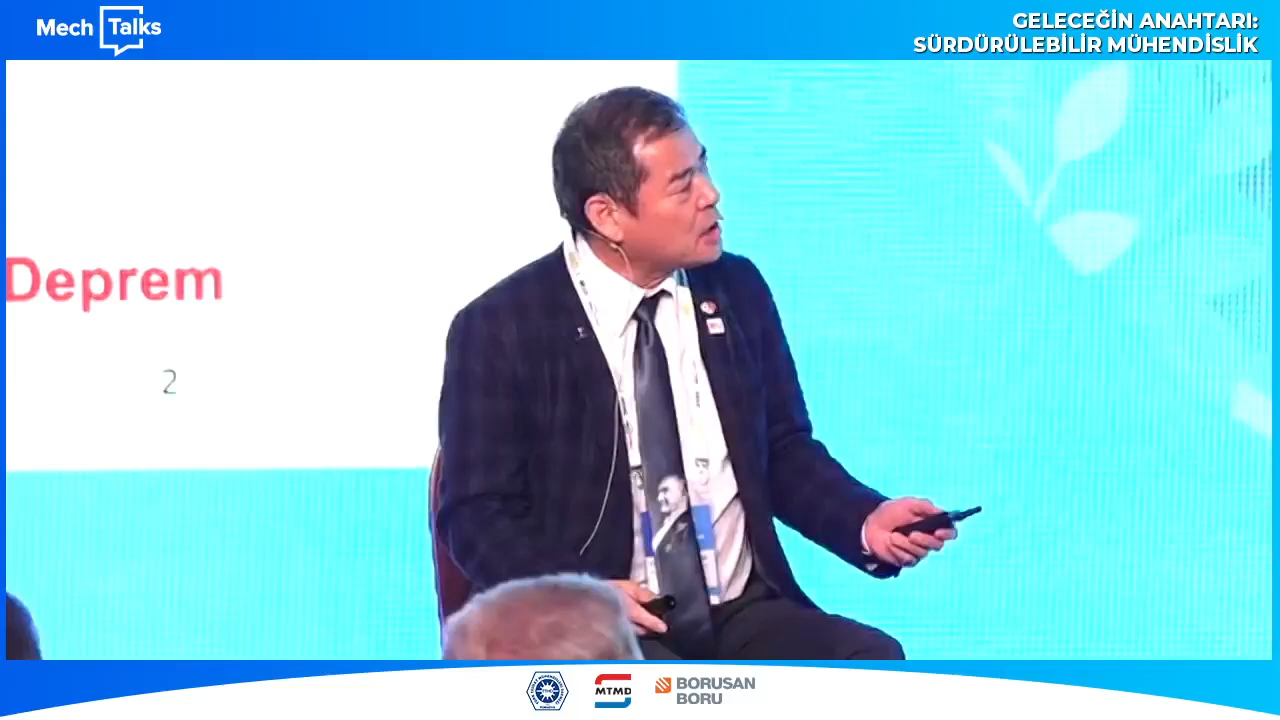 Mech Talks
GELECEĞİN ANAHTARI:
SÜRDÜRÜLEBİLİR MÜHENDİSLİK
Deprem
2
MTMD
BORUSAN
BORU